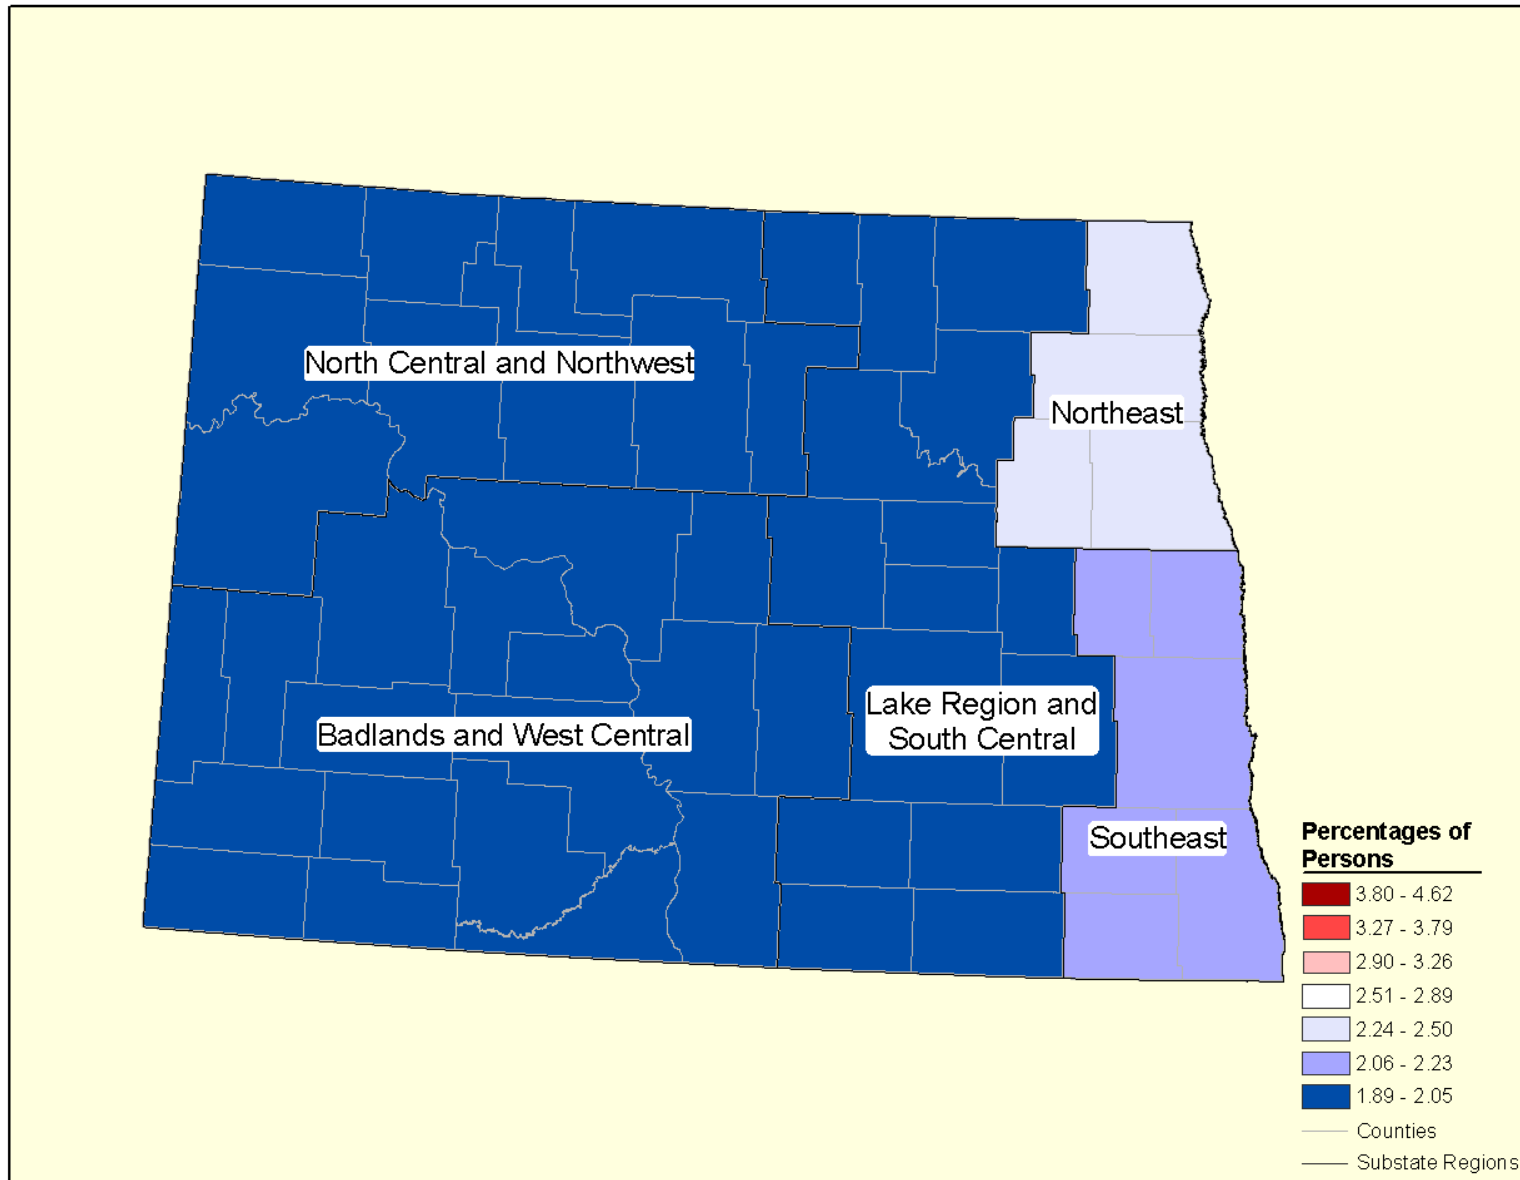 North Central and Northwest
Northeast
Lake Region and
South Central
Badlands and West Central
Southeast
Percentages of
Persons
3.80 - 4.62
3.27 - 3.79
2.90 - 3.26
2.51 - 2.89
2.24 - 2.50
2.06 - 2.23
1.89 - 2.05
Counties
Substate Regions